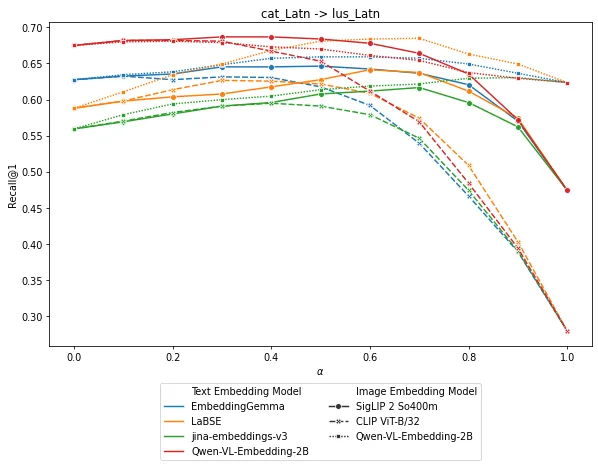 cat_Latn -> lus_Latn
0.70
0.65
0.60
0.55
0.50
0.45
0.40
0.35
0.30
Recall@1
0.0 0.2 0.4 0.6 0.8 1.0
α
Text Embedding Model Image Embedding Model
EmbeddingGemma SigLIP 2 So400m
LaBSE CLIP ViT-B/32
jina-embeddings-v3 Qwen-VL-Embedding-2B
Qwen-VL-Embedding-2B